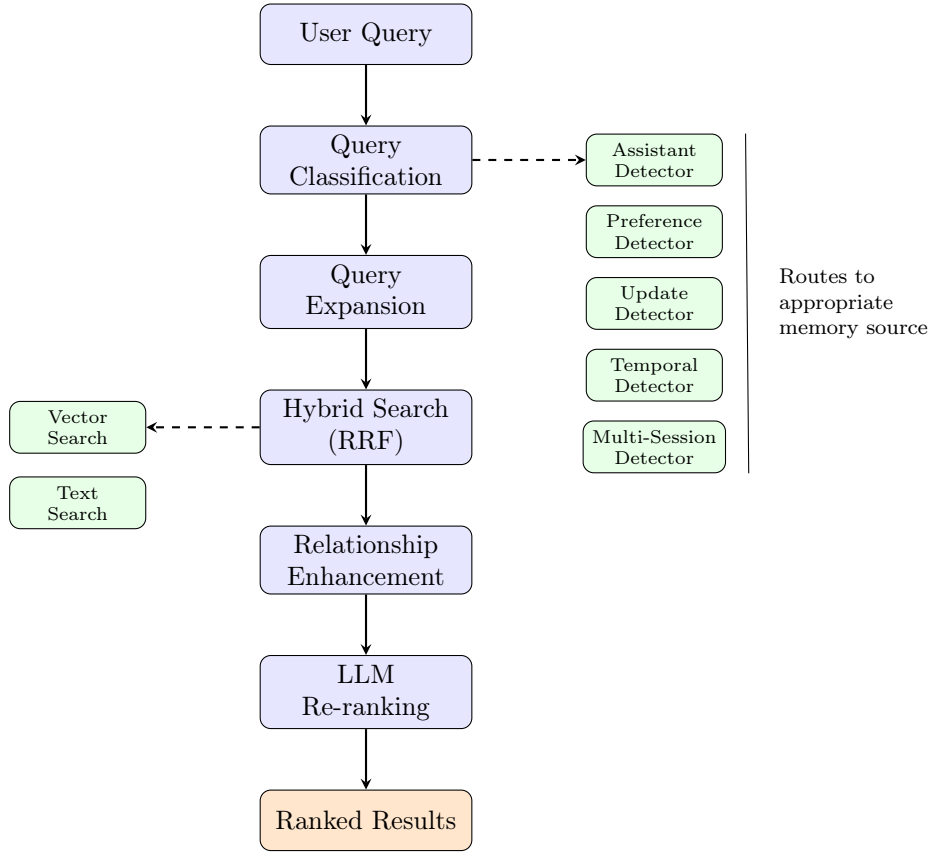 User Query
Query
Classification
Assistant
Detector
Preference
Detector
Query
Expansion
Update
Detector
Routes to
appropriate
memory source
Temporal
Detector
Hybrid Search
(RRF)
Vector
Search
Multi-Session
Detector
Text
Search
Relationship
Enhancement
LLM
Re-ranking
Ranked Results